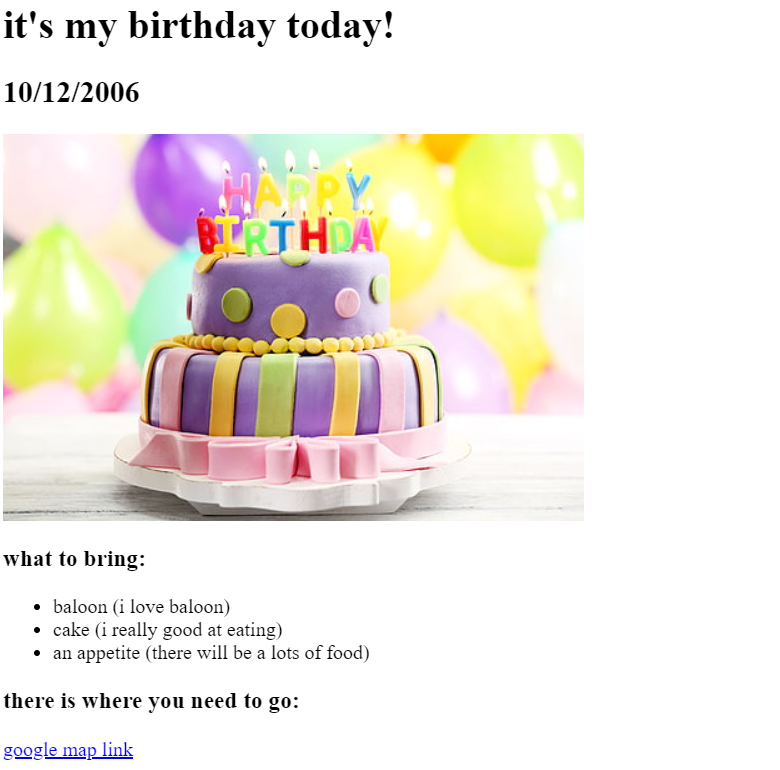 it's my birthday today!
10/12/2006
HAPPY
BIRTHDAY
what to bring:
baloon (i love baloon)
cake (i really good at eating)
an appetite (there will be a lots of food)
there is where you need to go:
google map link